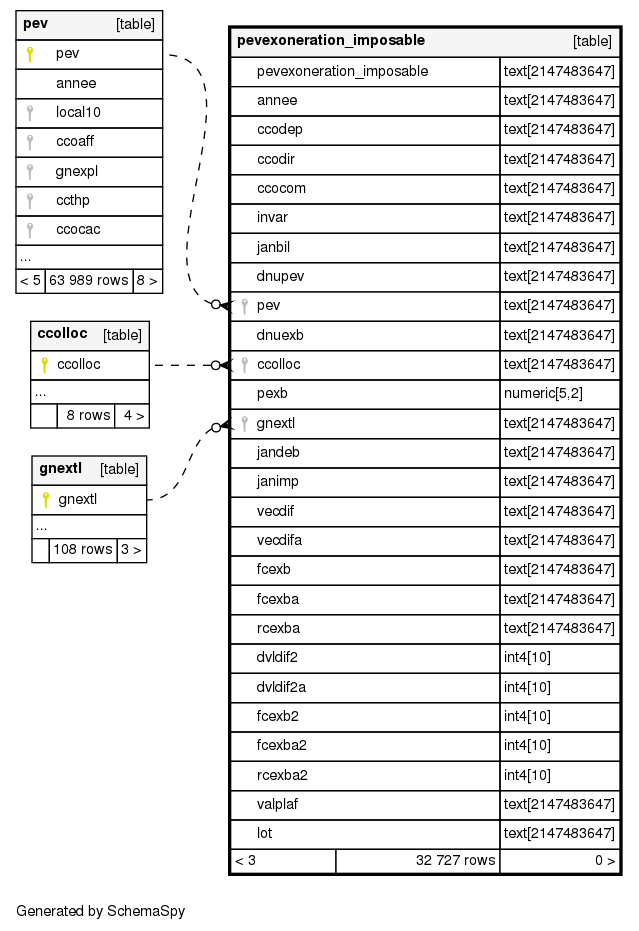 pev [table]
pev
annee
local10
ccoaff
gnexpl
ccthp
ccocac
...
< 5 63 989 rows 8 >
ccolloc [table]
ccolloc
...
8 rows 4 >
gnextl [table]
gnextl
...
108 rows 3 >
pevexoneration_imposable [table]
pevexoneration_imposable text[2147483647]
annee text[2147483647]
ccodep text[2147483647]
ccodir text[2147483647]
ccocom text[2147483647]
invar text[2147483647]
janbil text[2147483647]
dnupev text[2147483647]
pev text[2147483647]
dnuexb text[2147483647]
ccolloc text[2147483647]
pexb numeric[5,2]
gnextl text[2147483647]
jandeb text[2147483647]
janimp text[2147483647]
vecdif text[2147483647]
vecdifa text[2147483647]
fcexb text[2147483647]
fcexba text[2147483647]
rcexba text[2147483647]
dvldif2 int4[10]
dvldif2a int4[10]
fcexb2 int4[10]
fcexba2 int4[10]
rcexba2 int4[10]
valplaf text[2147483647]
lot text[2147483647]
< 3 32 727 rows 0 >
Generated by SchemaSpy